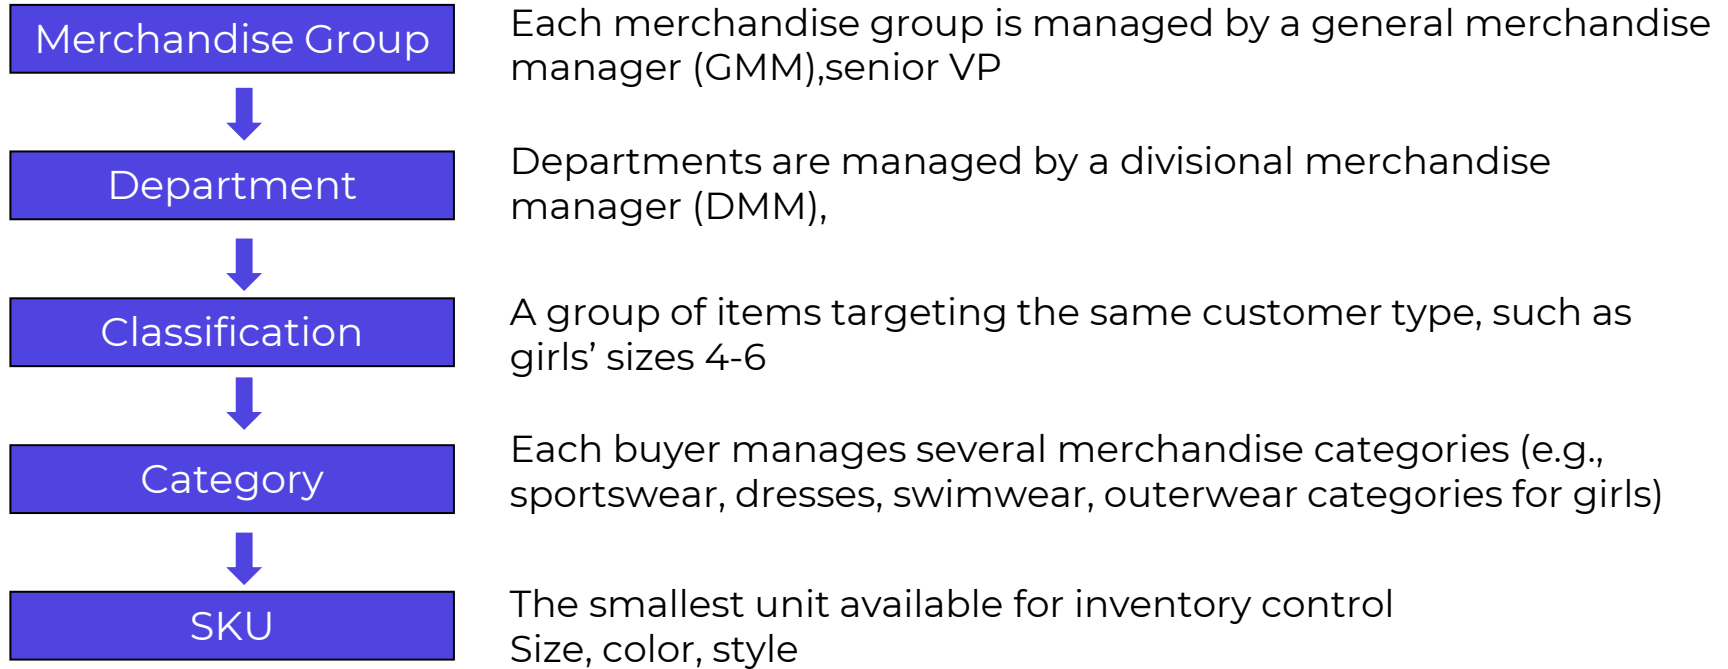 Merchandise Group
Each merchandise group is managed by a general merchandise
manager (GMM),senior VP
Department
Departments are managed by a divisional merchandise
manager (DMM),
Classification
A group of items targeting the same customer type, such as
girls’ sizes 4-6
Category
Each buyer manages several merchandise categories (e.g.,
sportswear, dresses, swimwear, outerwear categories for girls)
SKU
The smallest unit available for inventory control
Size, color, style